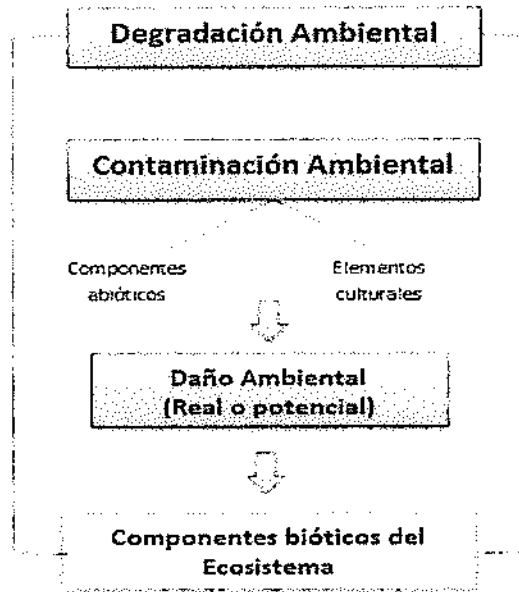 Degradación Ambiental
Contaminación Ambiental
Componentes
abióticos
Elementos
culturales
Daño Ambiental
(Real o potencial)
Componentes bióticos del
Ecosistema